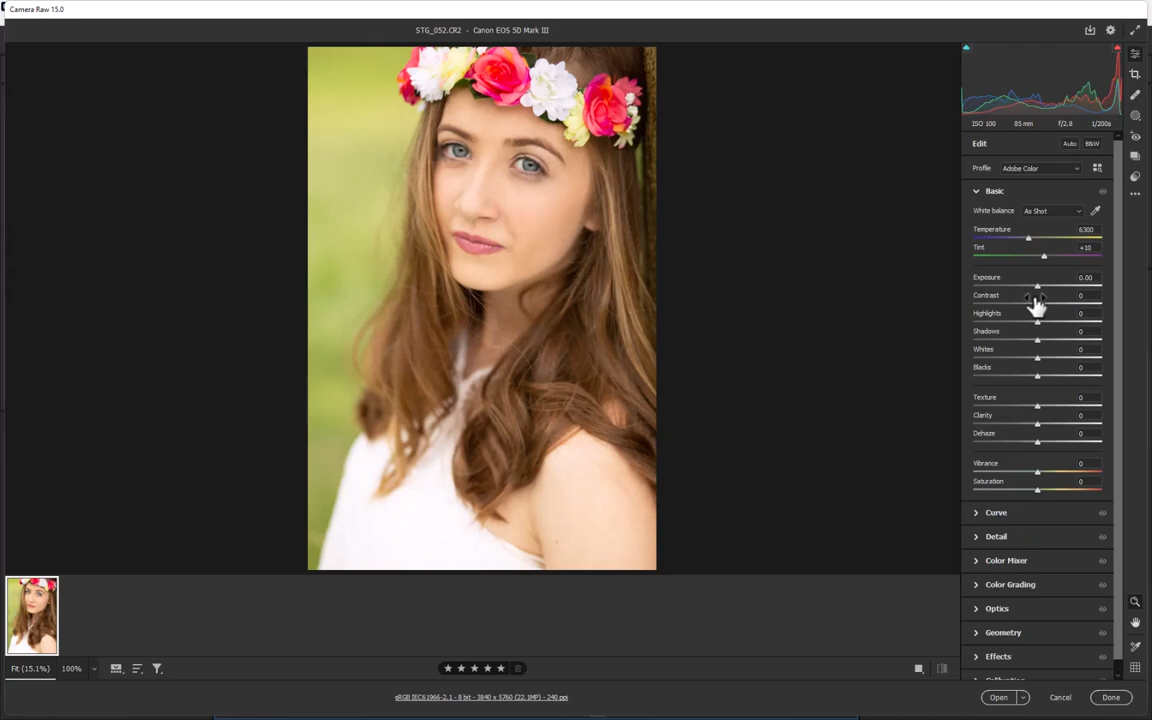 Camera Raw 15.0
STG_052.CR2 - Canon EOS 5D Mark III
ISO 100 85 mm f/2.8 1/200s
Edit Auto B&W
Profile Adobe Color
Basic
White balance As Shot
Temperature 6300
Tint +10
Exposure 0.00
Contrast 0
Highlights 0
Shadows 0
Whites 0
Blacks 0
Texture 0
Clarity 0
Dehaze 0
Vibrance 0
Saturation 0
Curve
Detail
Color Mixer
Color Grading
Optics
Geometry
Effects
Fit (15.1%) 100%
sRGB IEC61966-2.1 - 8 bit - 3840 x 5760 (22.1MP) - 240 ppi
Open Cancel Done